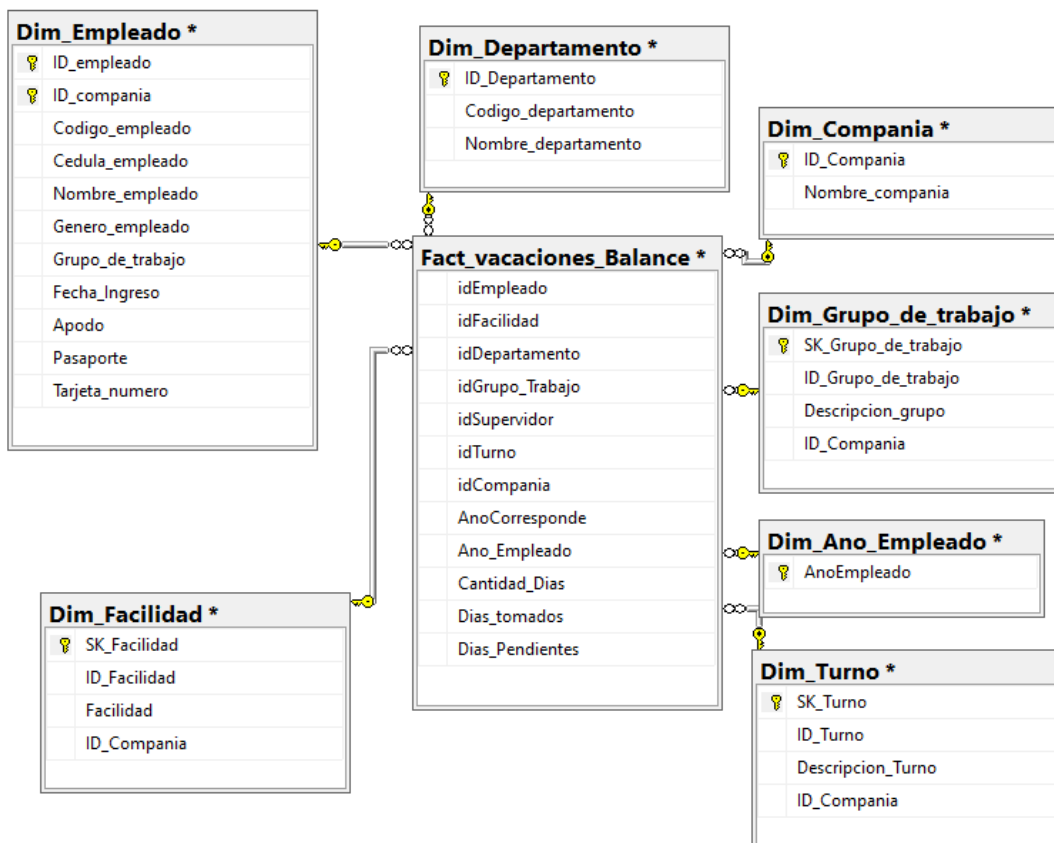 Dim_Empleado *
ID_empleado
ID_compania
Codigo_empleado
Cedula_empleado
Nombre_empleado
Genero_empleado
Grupo_de_trabajo
Fecha_Ingreso
Apodo
Pasaporte
Tarjeta_numero
Dim_Departamento *
ID_Departamento
Codigo_departamento
Nombre_departamento
Dim_Compania *
ID_Compania
Nombre_compania
Fact_vacaciones_Balance *
idEmpleado
idFacilidad
idDepartamento
idGrupo_Trabajo
idSupervidor
idTurno
idCompania
AnoCorresponde
Ano_Empleado
Cantidad_Dias
Dias_tomados
Dias_Pendientes
Dim_Grupo_de_trabajo *
SK_Grupo_de_trabajo
ID_Grupo_de_trabajo
Descripcion_grupo
ID_Compania
Dim_Ano_Empleado *
AnoEmpleado
Dim_Facilidad *
SK_Facilidad
ID_Facilidad
Facilidad
ID_Compania
Dim_Turno *
SK_Turno
ID_Turno
Descripcion_Turno
ID_Compania